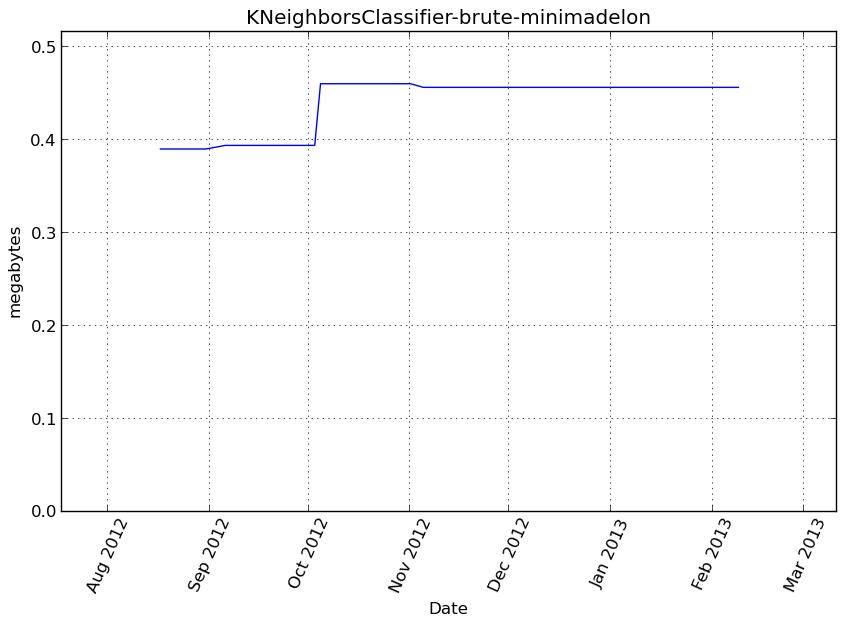 KNeighborsClassifier-brute-minimadelon
0.5
0.4
0.3
0.2
0.1
0.0
megabytes
Aug 2012
Sep 2012
Oct 2012
Nov 2012
Dec 2012
Jan 2013
Feb 2013
Mar 2013
Date